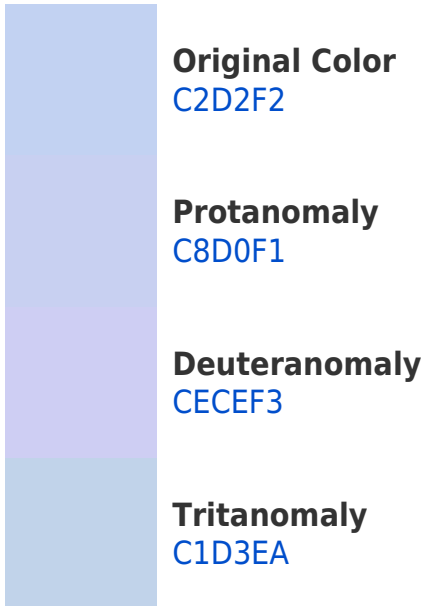 Original Color
C2D2F2
Protanomaly
C8D0F1
Deuteranomaly
CECEF3
Tritanomaly
C1D3EA